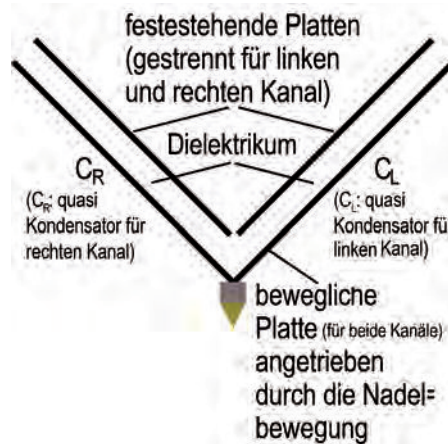 festestehende Platten
(gestrennt für linken
und rechten Kanal)
Dielektrikum
C_R
(C_R: quasi
Kondensator für
rechten Kanal)
C_L
(C_L: quasi
Kondensator fü
linken Kanal)
bewegliche
Platte (für beide Kanäle)
angetrieben
durch die Nadel=
bewegung